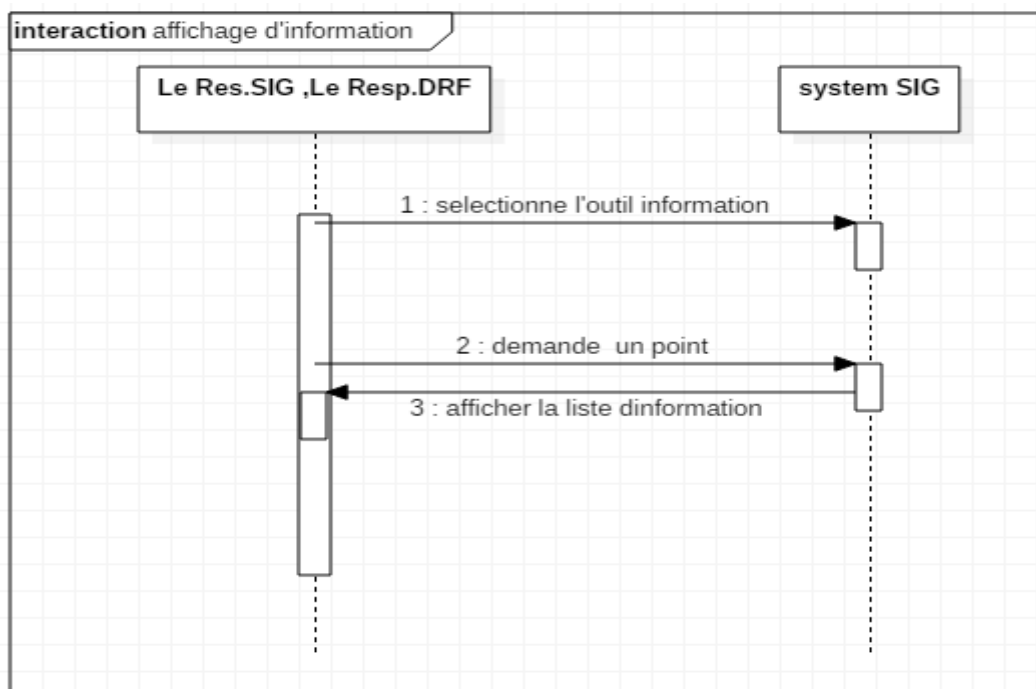 interaction affichage d'information
Le Res.SIG ,Le Resp.DRF
system SIG
1 : selectionne l'outil information
2 : demande  un point
3 : afficher la liste dinformation